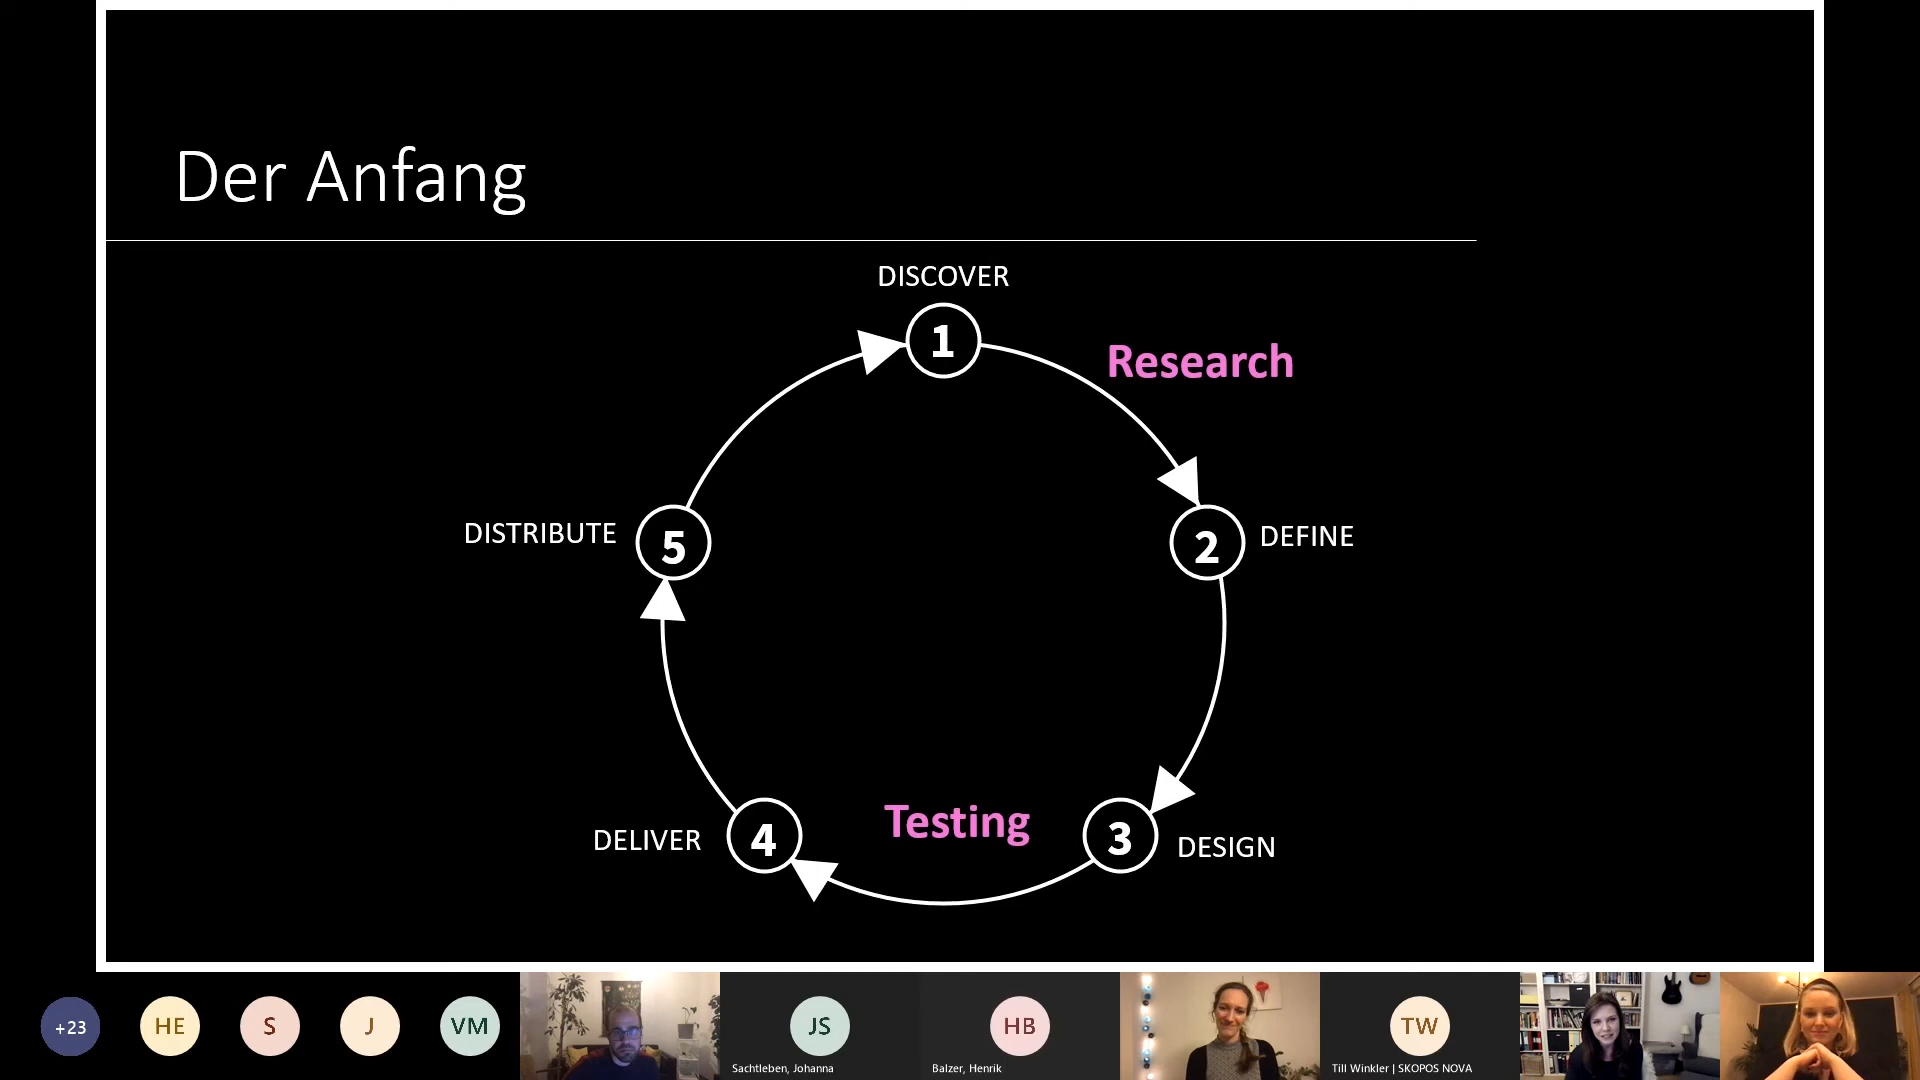 Der Anfang
DISCOVER
1
Research
DISTRIBUTE
5
2
DEFINE
Testing
DELIVER
4
3
DESIGN
+23
HE
S
J
VM
JS
Sachtleben, Johanna
HB
Balzer, Henrik
TW
Till Winkler | SKOPOS NOVA